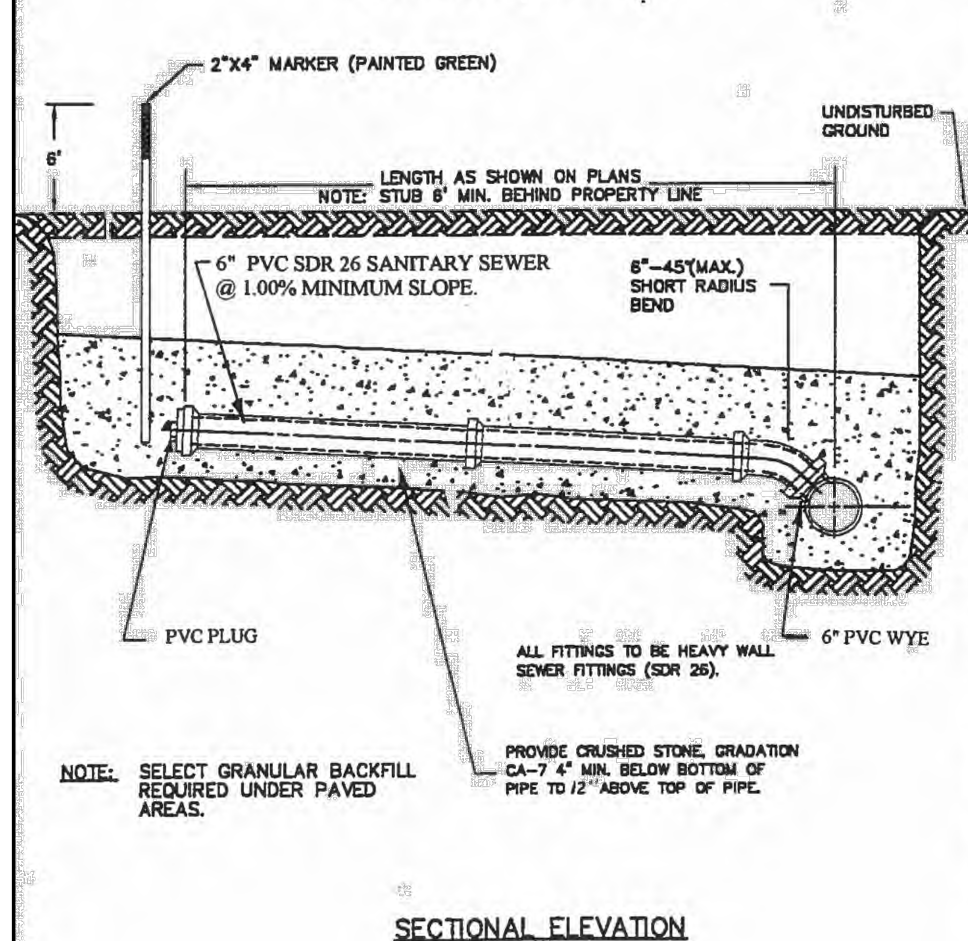 2"X4" MARKER (PAINTED GREEN)
UNDISTURBED
GROUND
6'
LENGTH AS SHOWN ON PLANS
NOTE: STUB 6' MIN. BEHIND PROPERTY LINE
6" PVC SDR 26 SANITARY SEWER
@ 1.00% MINIMUM SLOPE.
6"-45°(MAX.)
SHORT RADIUS
BEND
PVC PLUG
6" PVC WYE
ALL FITTINGS TO BE HEAVY WALL
SEWER FITTINGS (SDR 26).
PROVIDE CRUSHED STONE, GRADATION
CA-7 4" MIN. BELOW BOTTOM OF
PIPE TO 12" ABOVE TOP OF PIPE.
NOTE: SELECT GRANULAR BACKFILL
REQUIRED UNDER PAVED
AREAS.
SECTIONAL ELEVATION